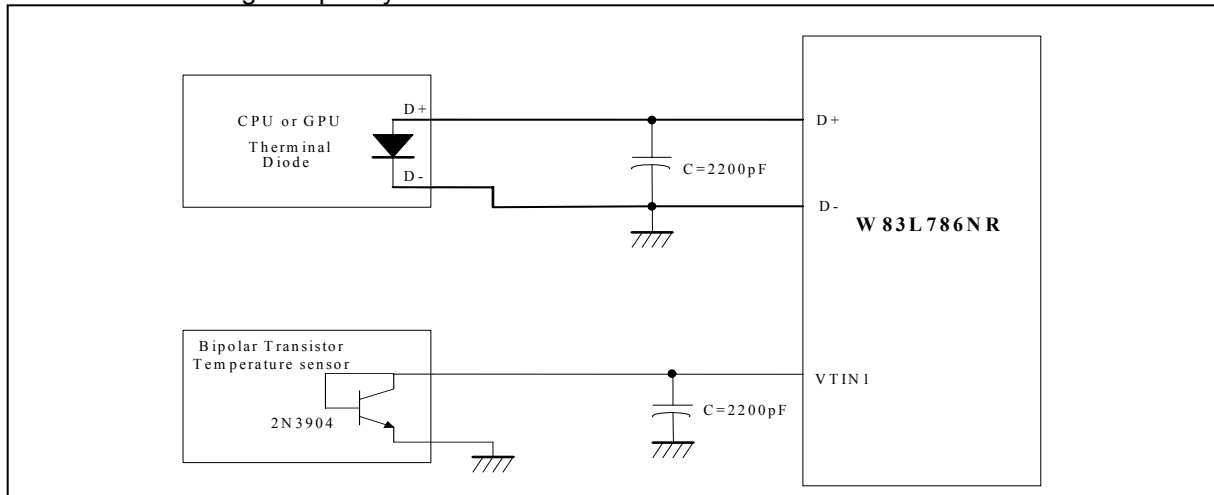 CPU or GPU
Therminal
Diode
D+
D-
C=2200pF
D+
D-
W83L786NR
Bipolar Transistor
Temperature sensor
2N3904
C=2200pF
VTIN1